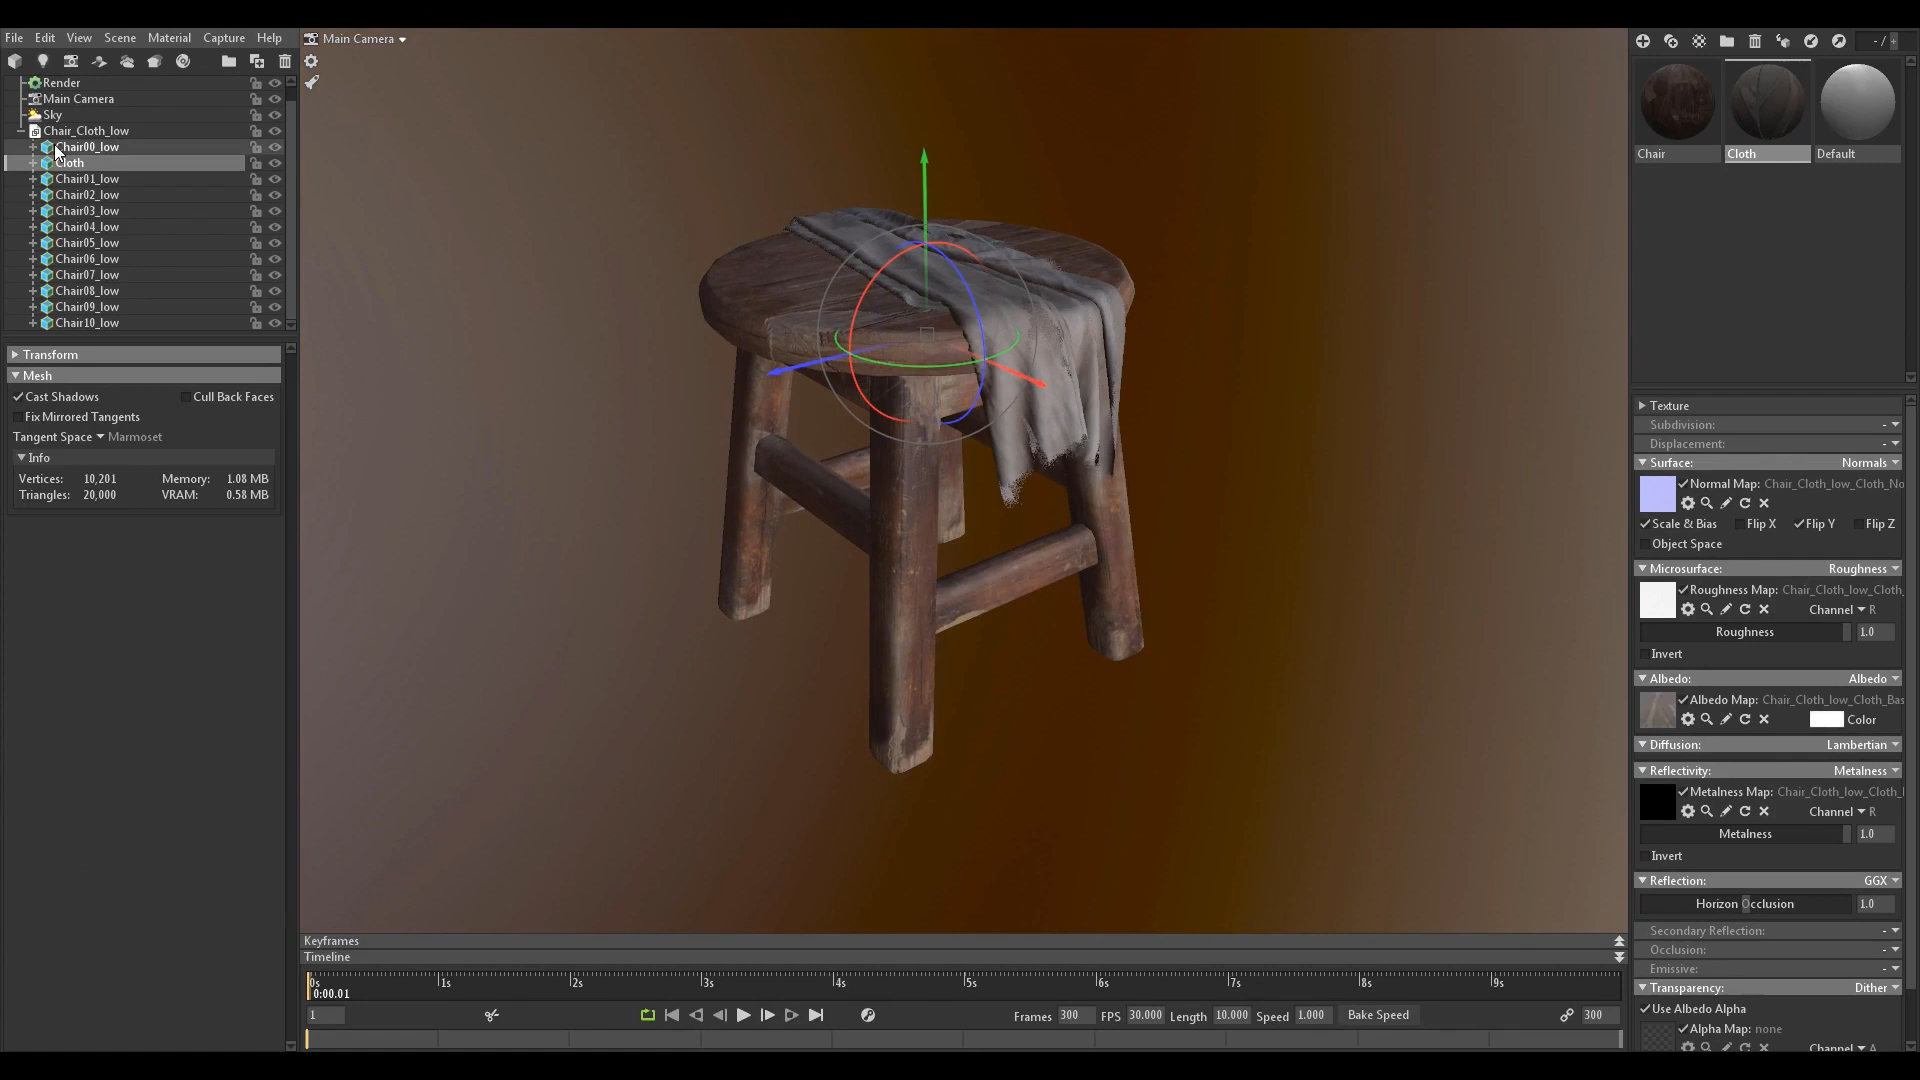 File Edit View Scene Material Capture Help
Render
Main Camera
Sky
Chair_Cloth_low
Chair00_low
Cloth
Chair01_low
Chair02_low
Chair03_low
Chair04_low
Chair05_low
Chair06_low
Chair07_low
Chair08_low
Chair09_low
Chair10_low
Transform
Mesh
Cast Shadows Cull Back Faces
Fix Mirrored Tangents
Tangent Space Marmoset
Info
Vertices: 10,201 Memory: 1.08 MB
Triangles: 20,000 VRAM: 0.58 MB
Main Camera
Keyframes
Timeline
0s 1s 2s 3s 4s 5s 6s 7s 8s 9s
0:00.01
1 Frames 300 FPS 30.000 Length 10.000 Speed 1.000 Bake Speed 300
- / +
Chair Cloth Default
Texture
Subdivision: -
Displacement: -
Surface: Normals
Normal Map: Chair_Cloth_low_Cloth_No
Scale & Bias Flip X Flip Y Flip Z
Object Space
Microsurface: Roughness
Roughness Map: Chair_Cloth_low_Cloth_
Channel R
Roughness 1.0
Invert
Albedo: Albedo
Albedo Map: Chair_Cloth_low_Cloth_Bas
Color
Diffusion: Lambertian
Reflectivity: Metalness
Metalness Map: Chair_Cloth_low_Cloth_
Channel R
Metalness 1.0
Invert
Reflection: GGX
Horizon Occlusion 1.0
Secondary Reflection: -
Occlusion: -
Emissive: -
Transparency: Dither
Use Albedo Alpha
Alpha Map: none
Channel A